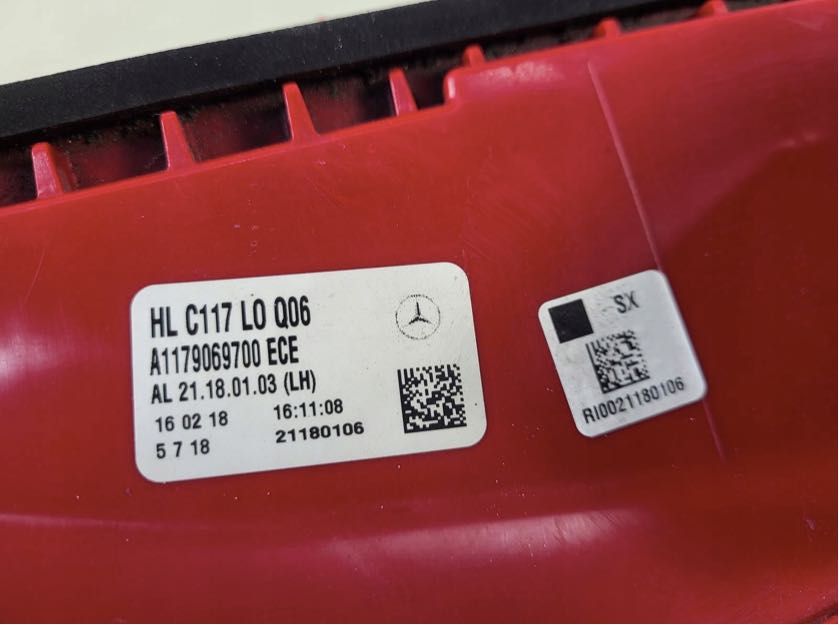 HL C117 LO Q06
A1179069700 ECE
AL 21.18.01.03 (LH)
16 02 18 16:11:08
5 7 18 21180106
SX
RI0021180106